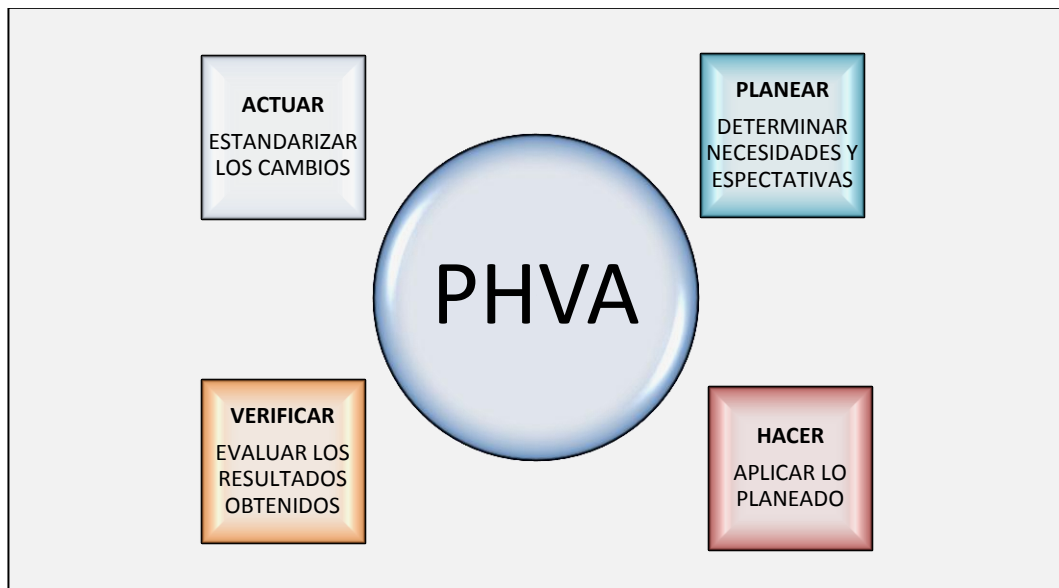 ACTUAR
ESTANDARIZAR
LOS CAMBIOS
PLANEAR
DETERMINAR
NECESIDADES Y
ESPECTATIVAS
PHVA
VERIFICAR
EVALUAR LOS
RESULTADOS
OBTENIDOS
HACER
APLICAR LO
PLANEADO